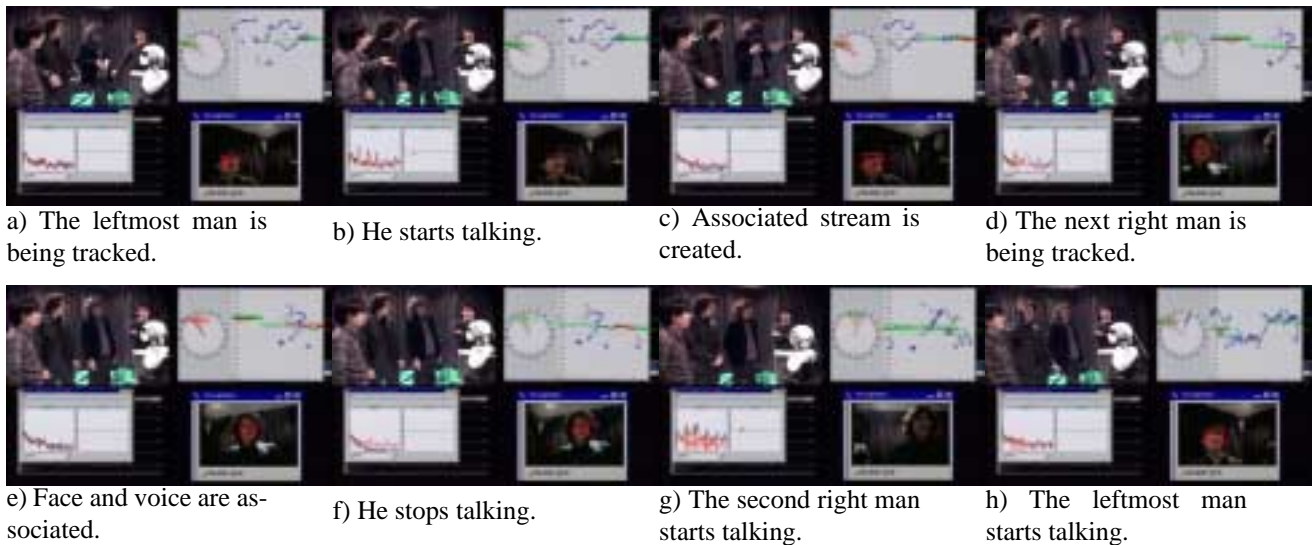 a) The leftmost man is
being tracked.
b) He starts talking.
c) Associated stream is
created.
d) The next right man is
being tracked.
e) Face and voice are as-
sociated.
f) He stops talking.
g) The second right man
starts talking.
h) The leftmost man
starts talking.